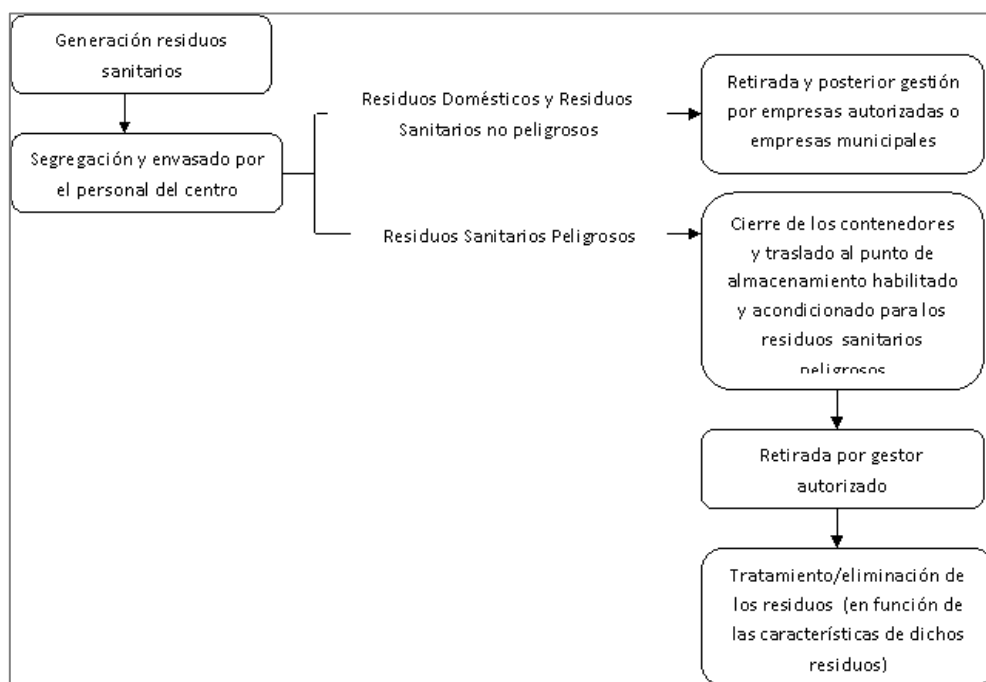 Generación residuos
sanitarios
Segregación y envasado por
el personal del centro
Residuos Domésticos y Residuos
Sanitarios no peligrosos
Retirada y posterior gestión
por empresas autorizadas o
empresas municipales
Residuos Sanitarios Peligrosos
Cierre de los contenedores
y traslado al punto de
almacenamiento habilitado
y acondicionado para los
residuos sanitarios
peligrosos
Retirada por gestor
autorizado
Tratamiento/eliminación de
los residuos (en función de
las características de dichos
residuos)